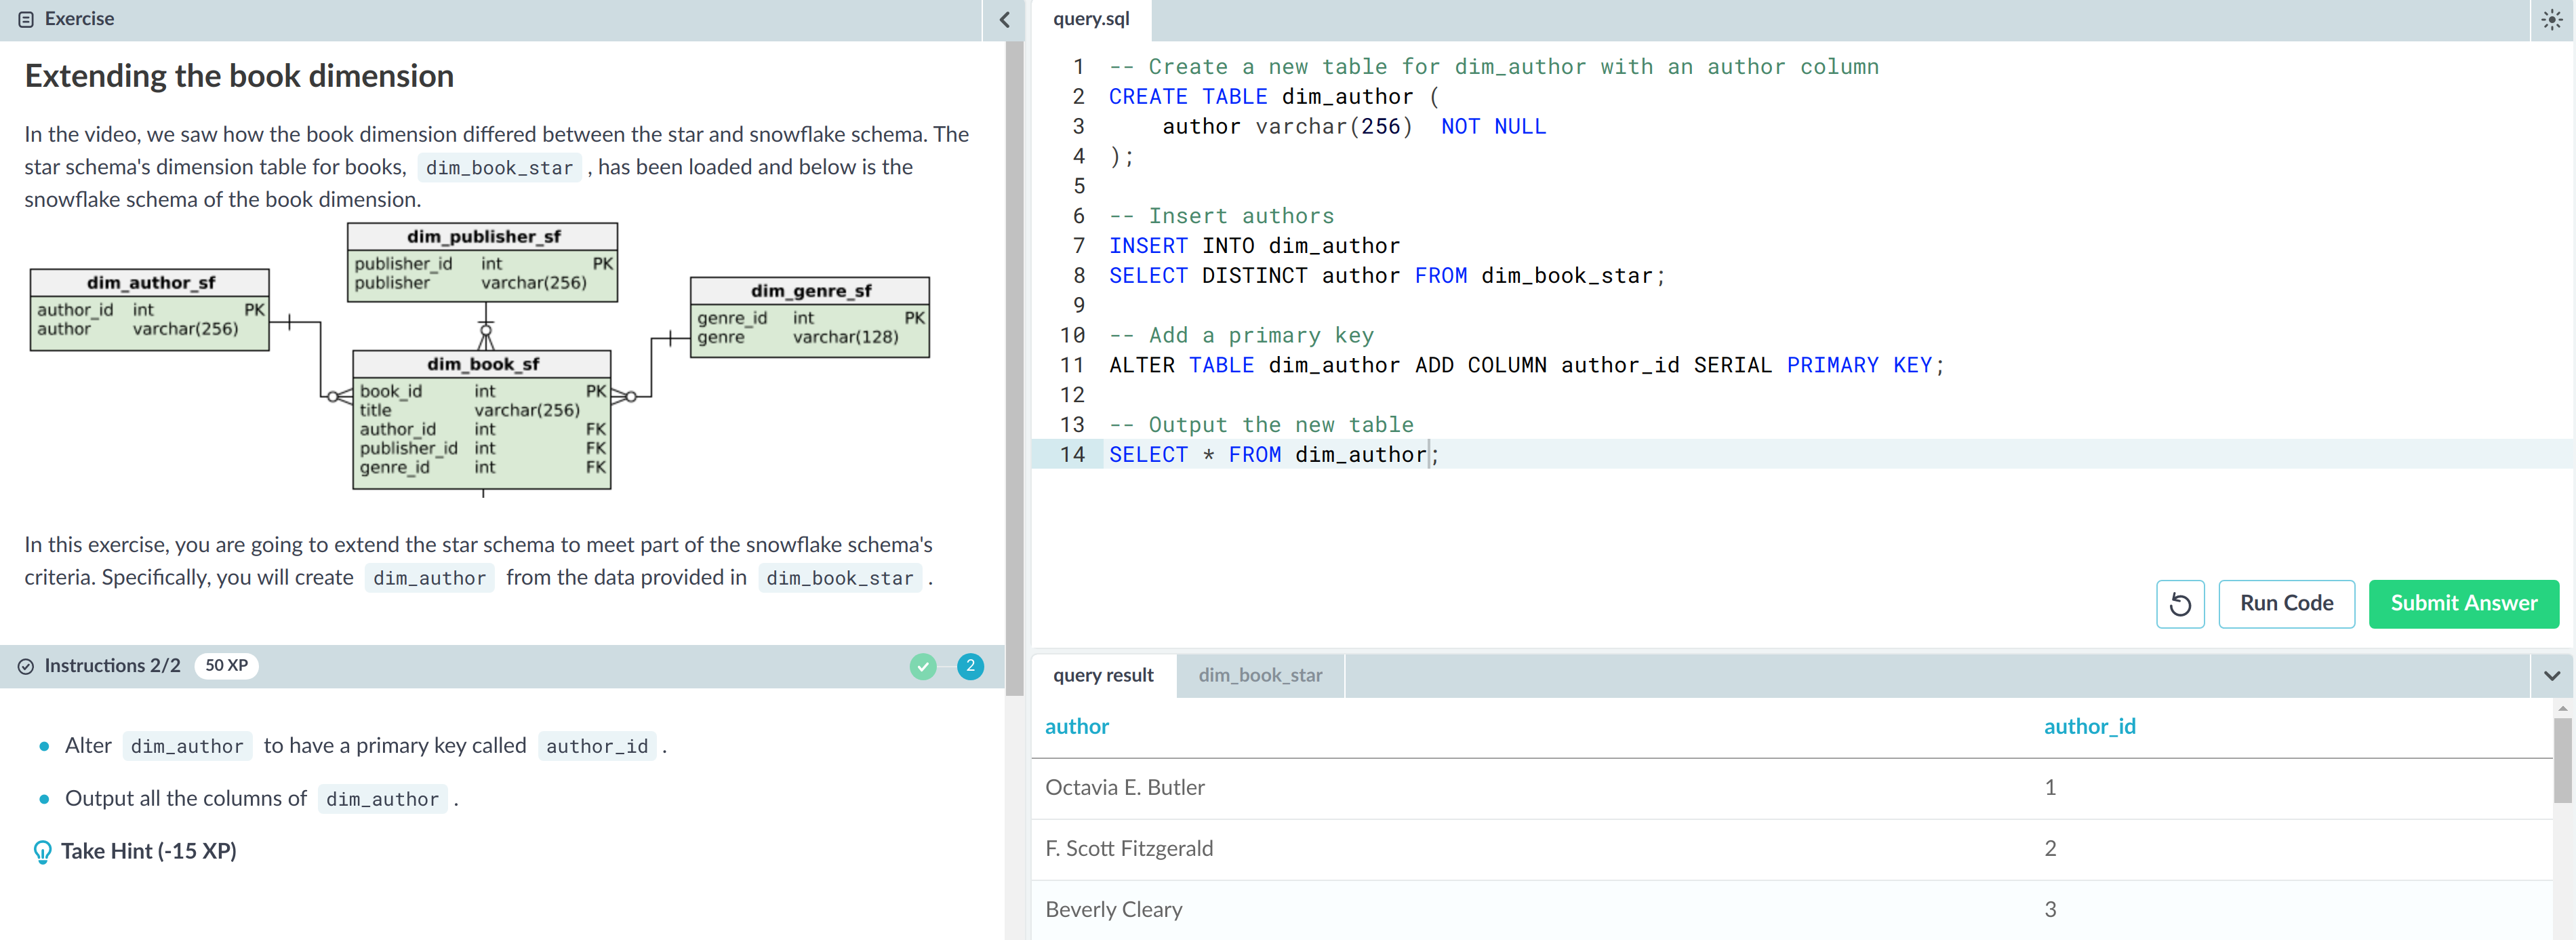 Exercise
Extending the book dimension
In the video, we saw how the book dimension differed between the star and snowflake schema. The
star schema's dimension table for books, dim_book_star , has been loaded and below is the
snowflake schema of the book dimension.
dim_publisher_sf
publisher_id int PK
publisher varchar(256)
dim_author_sf
author_id int PK
author varchar(256)
dim_genre_sf
genre_id int PK
genre varchar(128)
dim_book_sf
book_id int PK
title varchar(256)
author_id int FK
publisher_id int FK
genre_id int FK
In this exercise, you are going to extend the star schema to meet part of the snowflake schema's
criteria. Specifically, you will create dim_author from the data provided in dim_book_star .
Instructions 2/2 50 XP 2
Alter dim_author to have a primary key called author_id .
Output all the columns of dim_author .
Take Hint (-15 XP)
query.sql
1 -- Create a new table for dim_author with an author column
2 CREATE TABLE dim_author (
3 author varchar(256) NOT NULL
4 );
5
6 -- Insert authors
7 INSERT INTO dim_author
8 SELECT DISTINCT author FROM dim_book_star;
9
10 -- Add a primary key
11 ALTER TABLE dim_author ADD COLUMN author_id SERIAL PRIMARY KEY;
12
13 -- Output the new table
14 SELECT * FROM dim_author;
Run Code Submit Answer
query result dim_book_star
author author_id
Octavia E. Butler 1
F. Scott Fitzgerald 2
Beverly Cleary 3